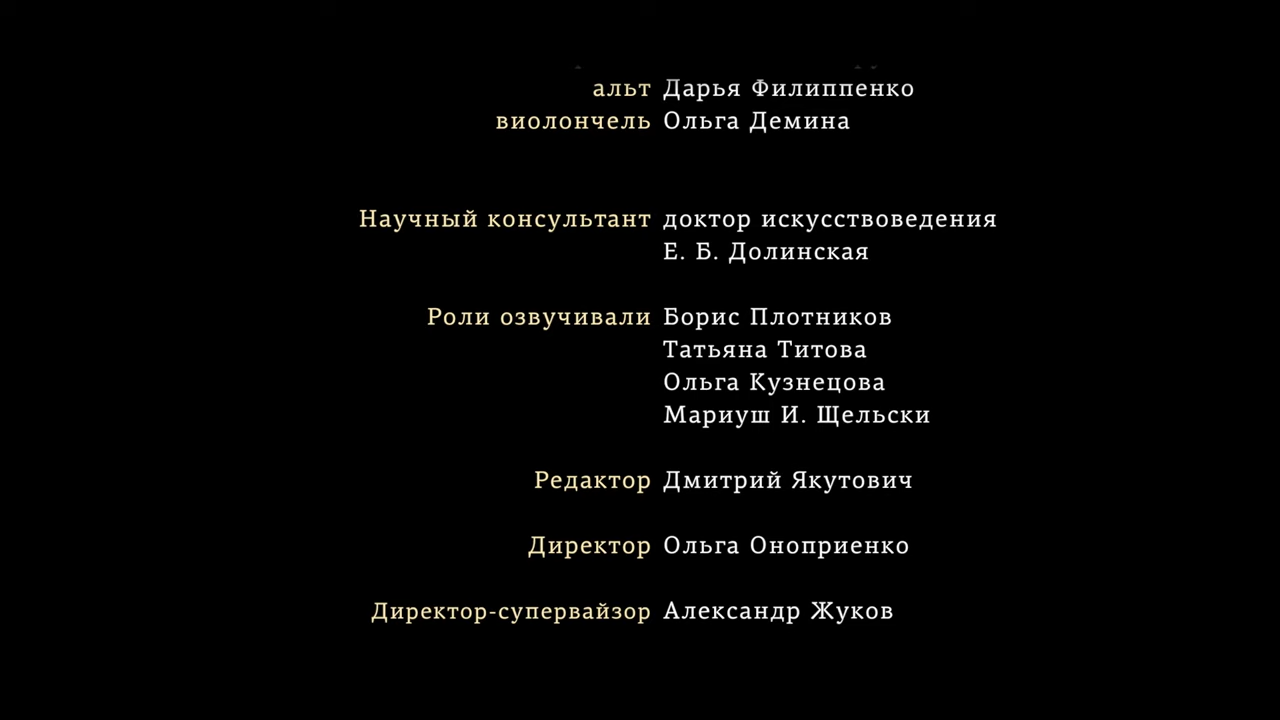 альт Дарья Филиппенко
виолончель Ольга Демина
Научный консультант доктор искусствоведения
Е. Б. Долинская
Роли озвучивали Борис Плотников
Татьяна Титова
Ольга Кузнецова
Мариуш И. Щельски
Редактор Дмитрий Якутович
Директор Ольга Оноприенко
Директор-супервайзор Александр Жуков